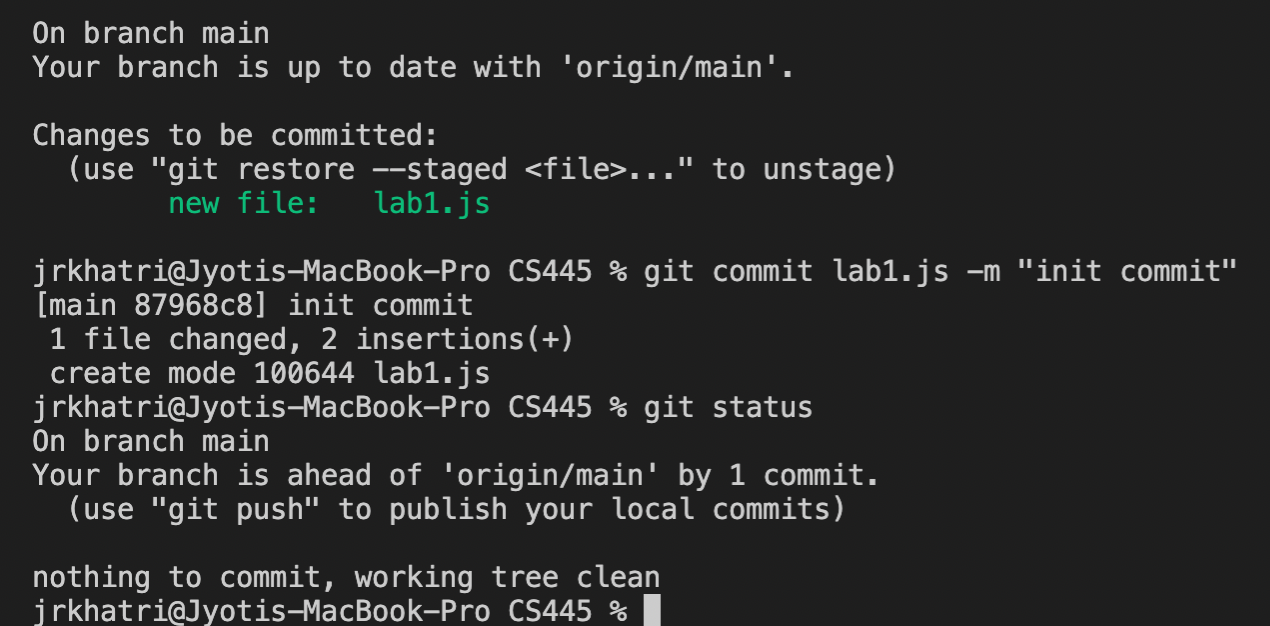 On branch main
Your branch is up to date with 'origin/main'.
Changes to be committed:
  (use "git restore --staged <file>..." to unstage)
        new file:   lab1.js
jrkhatri@Jyotis-MacBook-Pro CS445 % git commit lab1.js -m "init commit"
[main 87968c8] init commit
 1 file changed, 2 insertions(+)
 create mode 100644 lab1.js
jrkhatri@Jyotis-MacBook-Pro CS445 % git status
On branch main
Your branch is ahead of 'origin/main' by 1 commit.
  (use "git push" to publish your local commits)
nothing to commit, working tree clean
jrkhatri@Jyotis-MacBook-Pro CS445 %